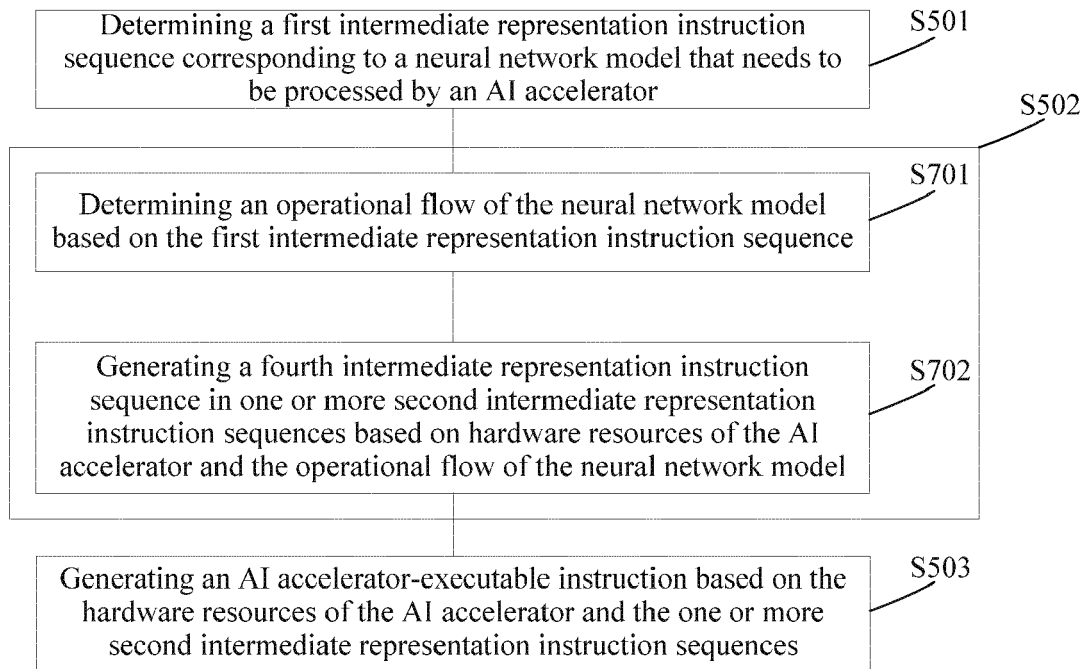 Determining a first intermediate representation instruction
sequence corresponding to a neural network model that needs to
be processed by an AI accelerator
S501
S502
Determining an operational flow of the neural network model
based on the first intermediate representation instruction sequence
S701
Generating a fourth intermediate representation instruction
sequence in one or more second intermediate representation
instruction sequences based on hardware resources of the AI
accelerator and the operational flow of the neural network model
S702
Generating an AI accelerator-executable instruction based on the
hardware resources of the AI accelerator and the one or more
second intermediate representation instruction sequences
S503